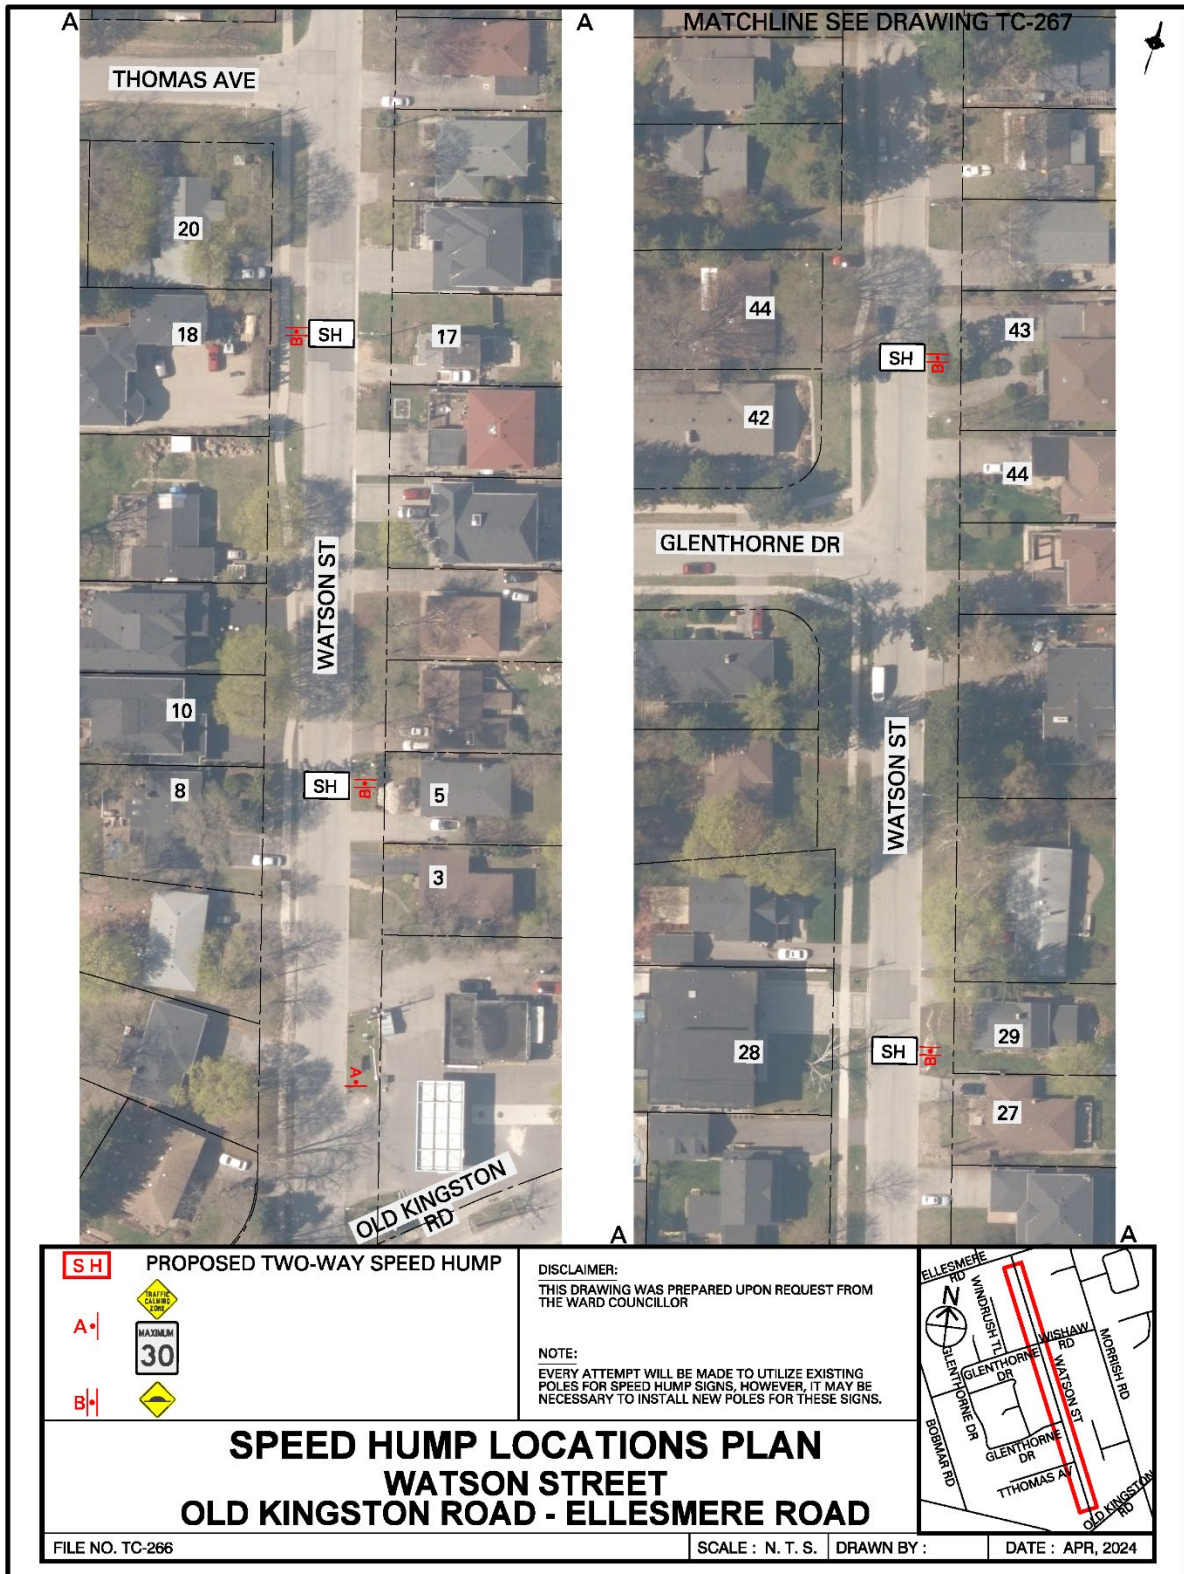 A
A
MATCHLINE SEE DRAWING TC-267
THOMAS AVE
20
18
B
SH
17
WATSON ST
10
8
SH
B
5
3
A
OLD KINGSTON
RD
44
43
SH
B
42
44
GLENTHORNE DR
WATSON ST
28
SH
B
29
27
A
A
SH PROPOSED TWO-WAY SPEED HUMP
TRAFFIC
CALMING
ZONE
A
MAXIMUM
30
B
DISCLAIMER:
THIS DRAWING WAS PREPARED UPON REQUEST FROM
THE WARD COUNCILLOR
NOTE:
EVERY ATTEMPT WILL BE MADE TO UTILIZE EXISTING
POLES FOR SPEED HUMP SIGNS, HOWEVER, IT MAY BE
NECESSARY TO INSTALL NEW POLES FOR THESE SIGNS.
ELLESMERE
RD
WINDRUSH TL
N
WISHAW
RD
MORRISH RD
GLENTHORNE
DR
GLENTHORNE DR
WATSON ST
BOBMAR RD
GLENTHORNE
DR
TTHOMAS AV
OLD KINGSTON
RD
SPEED HUMP LOCATIONS PLAN
WATSON STREET
OLD KINGSTON ROAD - ELLESMERE ROAD
FILE NO. TC-266
SCALE : N. T. S.
DRAWN BY :
DATE : APR, 2024